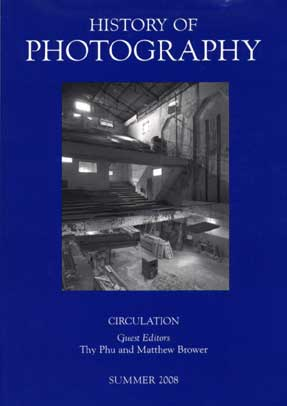 HISTORY OF
PHOTOGRAPHY
CIRCULATION
Guest Editors
Thy Phu and Matthew Brower
SUMMER 2008